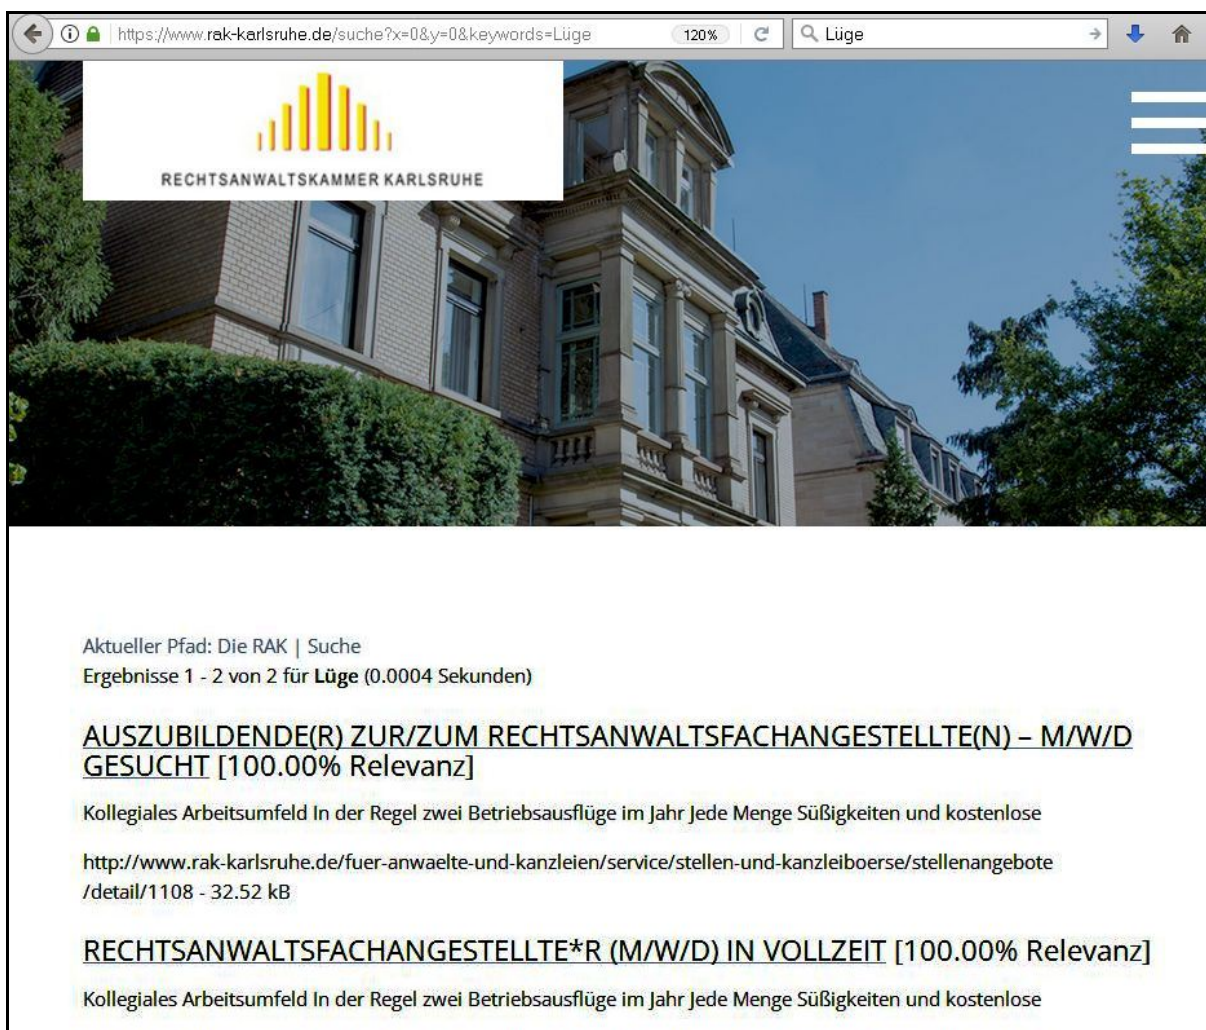 https://www.rak-karlsruhe.de/suche?x=0&y=0&keywords=Lüge 120% Lüge
RECHTSANWALTSKAMMER KARLSRUHE
Aktueller Pfad: Die RAK | Suche
Ergebnisse 1 - 2 von 2 für Lüge (0.0004 Sekunden)
AUSZUBILDENDE(R) ZUR/ZUM RECHTSANWALTSFACHANGESTELLTE(N) – M/W/D
GESUCHT [100.00% Relevanz]
Kollegiales Arbeitsumfeld In der Regel zwei Betriebsausflüge im Jahr Jede Menge Süßigkeiten und kostenlose
http://www.rak-karlsruhe.de/fuer-anwaelte-und-kanzleien/service/stellen-und-kanzleiboerse/stellenangebote
/detail/1108 - 32.52 kB
RECHTSANWALTSFACHANGESTELLTE*R (M/W/D) IN VOLLZEIT [100.00% Relevanz]
Kollegiales Arbeitsumfeld In der Regel zwei Betriebsausflüge im Jahr Jede Menge Süßigkeiten und kostenlose